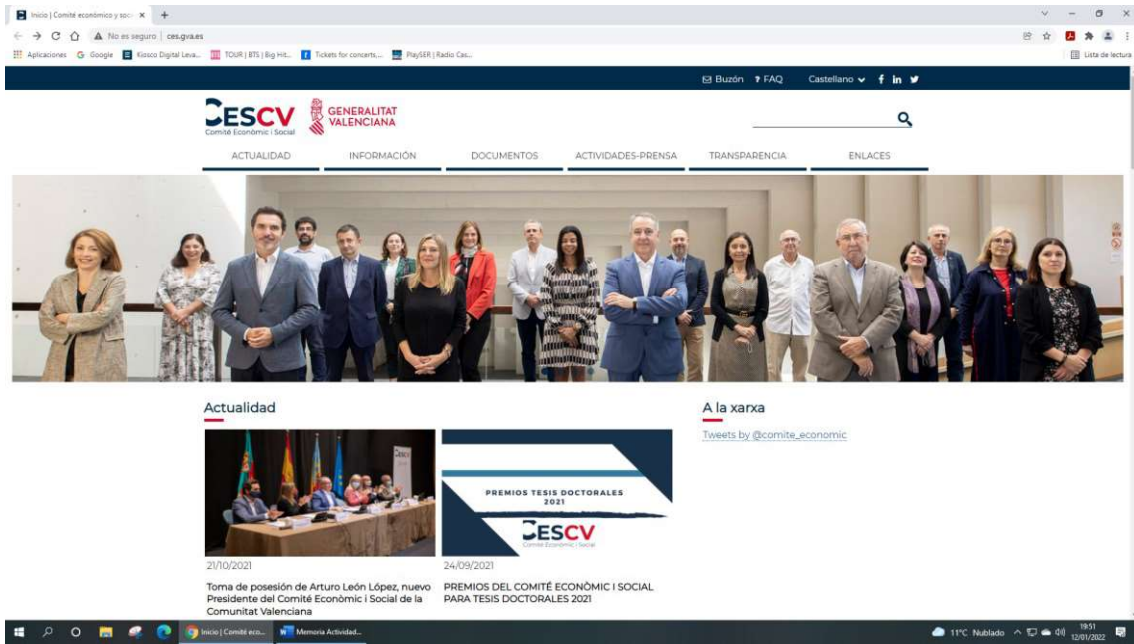 Inicio | Comité económico y soci
No es seguro | ces.gva.es
Aplicaciones
Google
Kiosco Digital Leva...
TOUR | BTS | Big Hit...
Tickets for concerts,...
PlaySER | Radio Cas...
Lista de lectura
Buzón
? FAQ
Castellano
CESCV
Comité Econòmic i Social
GENERALITAT
VALENCIANA
ACTUALIDAD
INFORMACIÓN
DOCUMENTOS
ACTIVIDADES-PRENSA
TRANSPARENCIA
ENLACES
Actualidad
A la xarxa
Tweets by @comite_economic
PREMIOS TESIS DOCTORALES
2021
CESCV
Comité Econòmic i Social
21/10/2021
Toma de posesión de Arturo León López, nuevo
Presidente del Comité Econòmic i Social de la
Comunitat Valenciana
24/09/2021
PREMIOS DEL COMITÉ ECONÒMIC I SOCIAL
PARA TESIS DOCTORALES 2021
Inicio | Comité eco...
Memoria Actividad...
11°C Nublado
19:51
12/01/2022